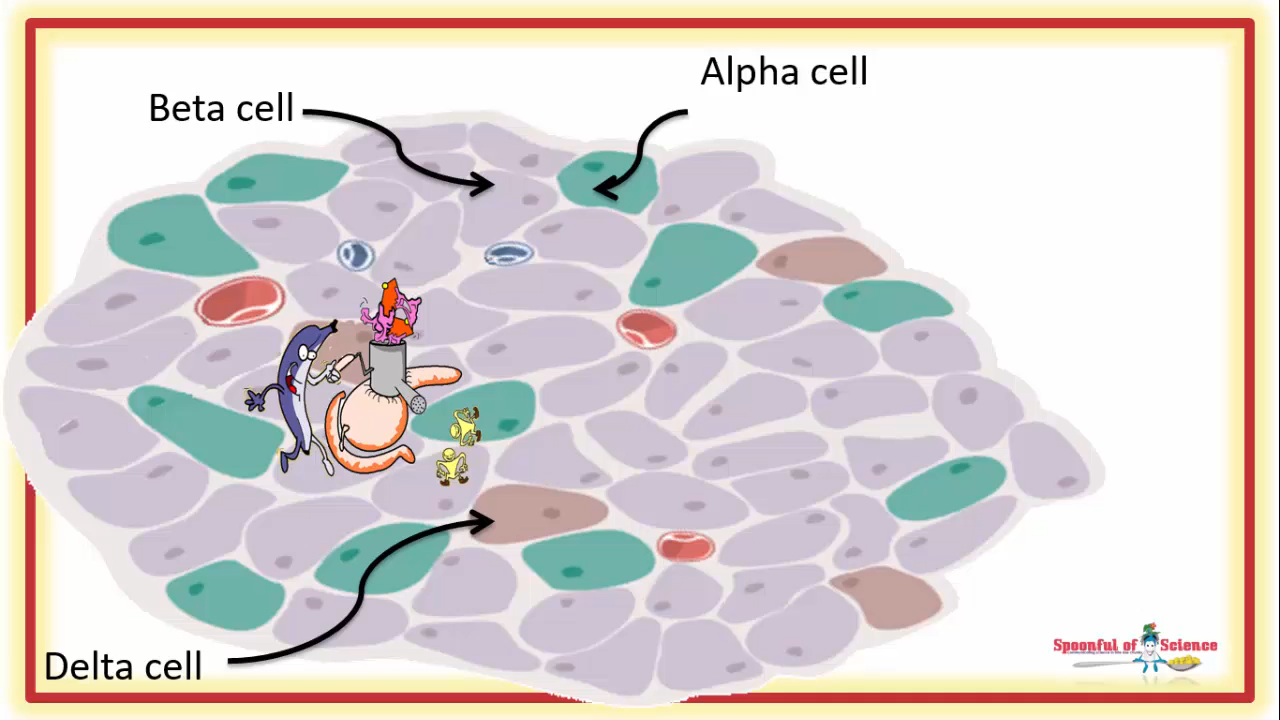 Alpha cell
Beta cell
Delta cell
Spoonful of Science